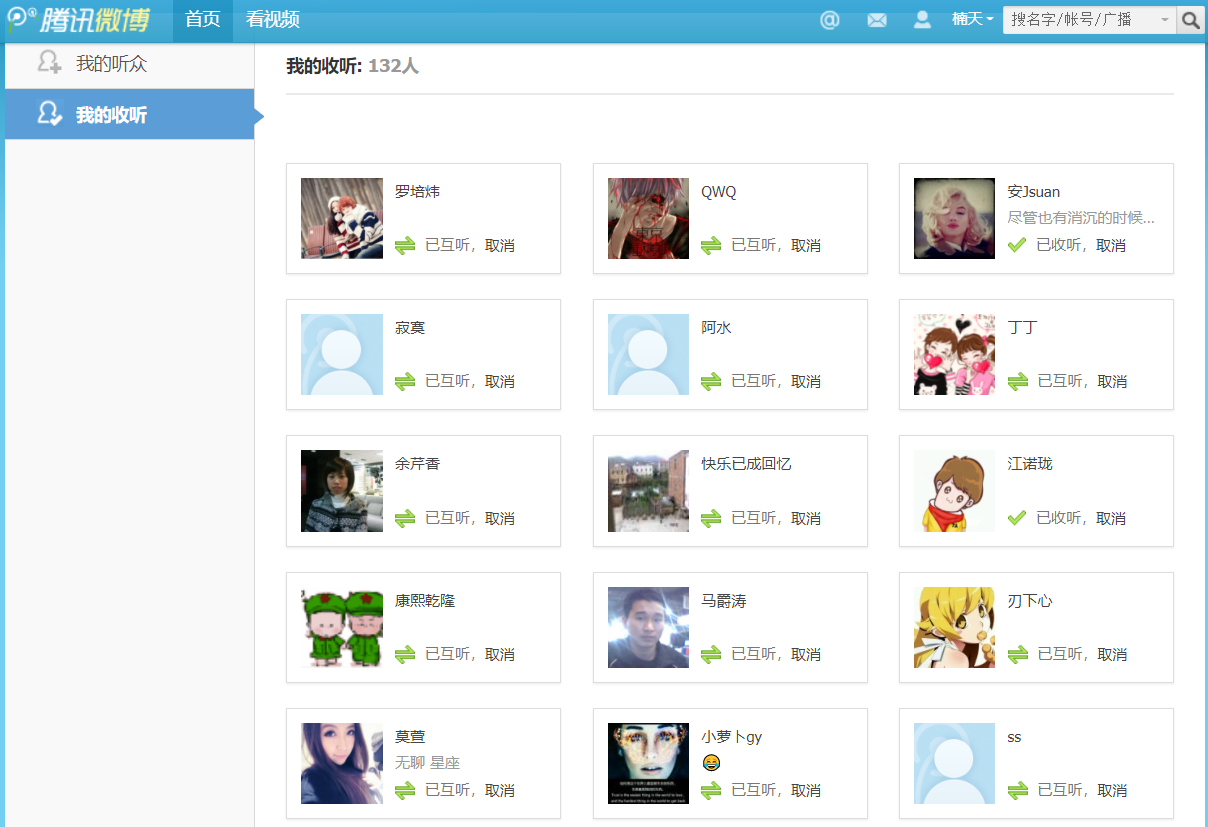 腾讯微博 首页 看视频 @ 楠天 搜名字/帐号/广播
我的听众
我的收听
我的收听: 132人
罗培炜
已互听，取消
QWQ
已互听，取消
安Jsuan
尽管也有消沉的时候...
已收听，取消
寂寞
已互听，取消
阿水
已互听，取消
丁丁
已互听，取消
余芹香
已互听，取消
快乐已成回忆
已互听，取消
江诺珑
已收听，取消
康熙乾隆
已互听，取消
马爵涛
已互听，取消
刃下心
已互听，取消
莫萱
无聊 星座
已互听，取消
小萝卜gy
😂
已互听，取消
ss
已互听，取消